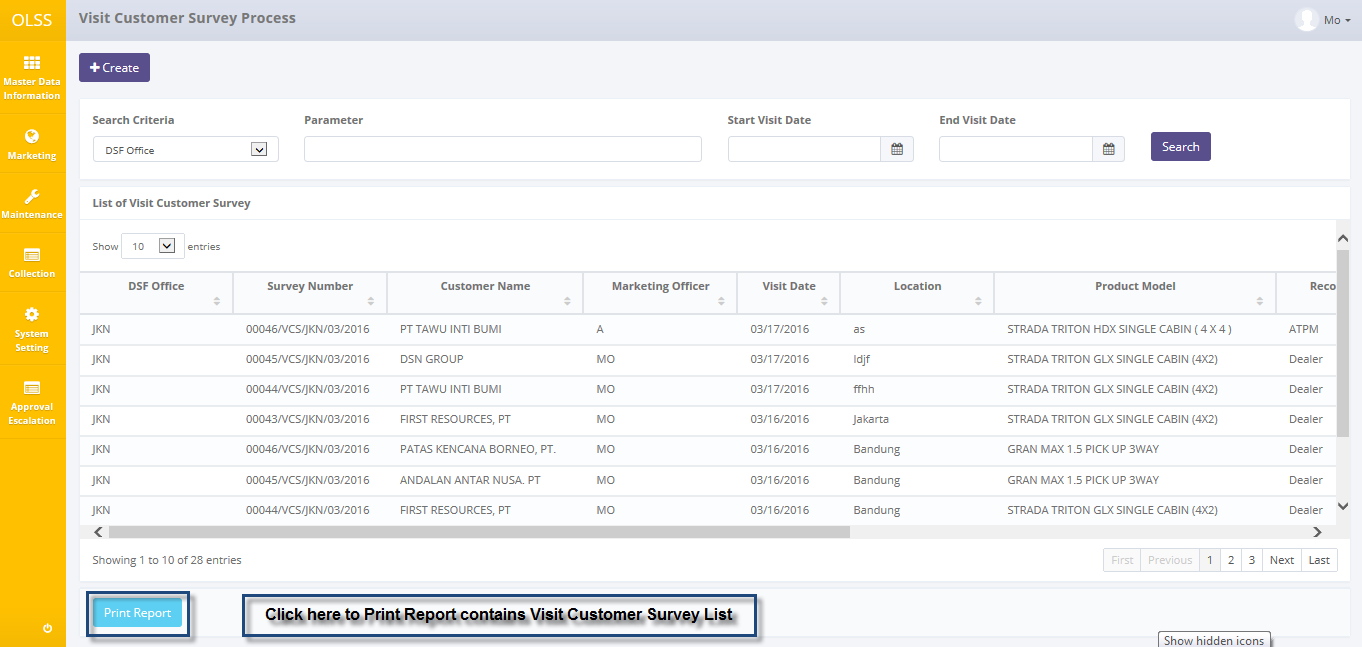 OLSS
Visit Customer Survey Process
Mo
Master Data
Information
Marketing
Maintenance
Collection
System
Setting
Approval
Escalation
Create
Search Criteria Parameter Start Visit Date End Visit Date
DSF Office
Search
List of Visit Customer Survey
Show 10 entries
DSF Office Survey Number Customer Name Marketing Officer Visit Date Location Product Model Reco
JKN 00046/VCS/JKN/03/2016 PT TAWU INTI BUMI A 03/17/2016 as STRADA TRITON HDX SINGLE CABIN ( 4 X 4 ) ATPM
JKN 00045/VCS/JKN/03/2016 DSN GROUP MO 03/17/2016 ldjf STRADA TRITON GLX SINGLE CABIN (4X2) Dealer
JKN 00044/VCS/JKN/03/2016 PT TAWU INTI BUMI MO 03/17/2016 ffhh STRADA TRITON GLX SINGLE CABIN (4X2) Dealer
JKN 00043/VCS/JKN/03/2016 FIRST RESOURCES, PT MO 03/16/2016 Jakarta STRADA TRITON GLX SINGLE CABIN (4X2) Dealer
JKN 00046/VCS/JKN/03/2016 PATAS KENCANA BORNEO, PT. MO 03/16/2016 Bandung GRAN MAX 1.5 PICK UP 3WAY Dealer
JKN 00045/VCS/JKN/03/2016 ANDALAN ANTAR NUSA. PT MO 03/16/2016 Bandung GRAN MAX 1.5 PICK UP 3WAY Dealer
JKN 00044/VCS/JKN/03/2016 FIRST RESOURCES, PT MO 03/16/2016 Bandung STRADA TRITON GLX SINGLE CABIN (4X2) Dealer
Showing 1 to 10 of 28 entries
First Previous 1 2 3 Next Last
Print Report
Click here to Print Report contains Visit Customer Survey List
Show hidden icons